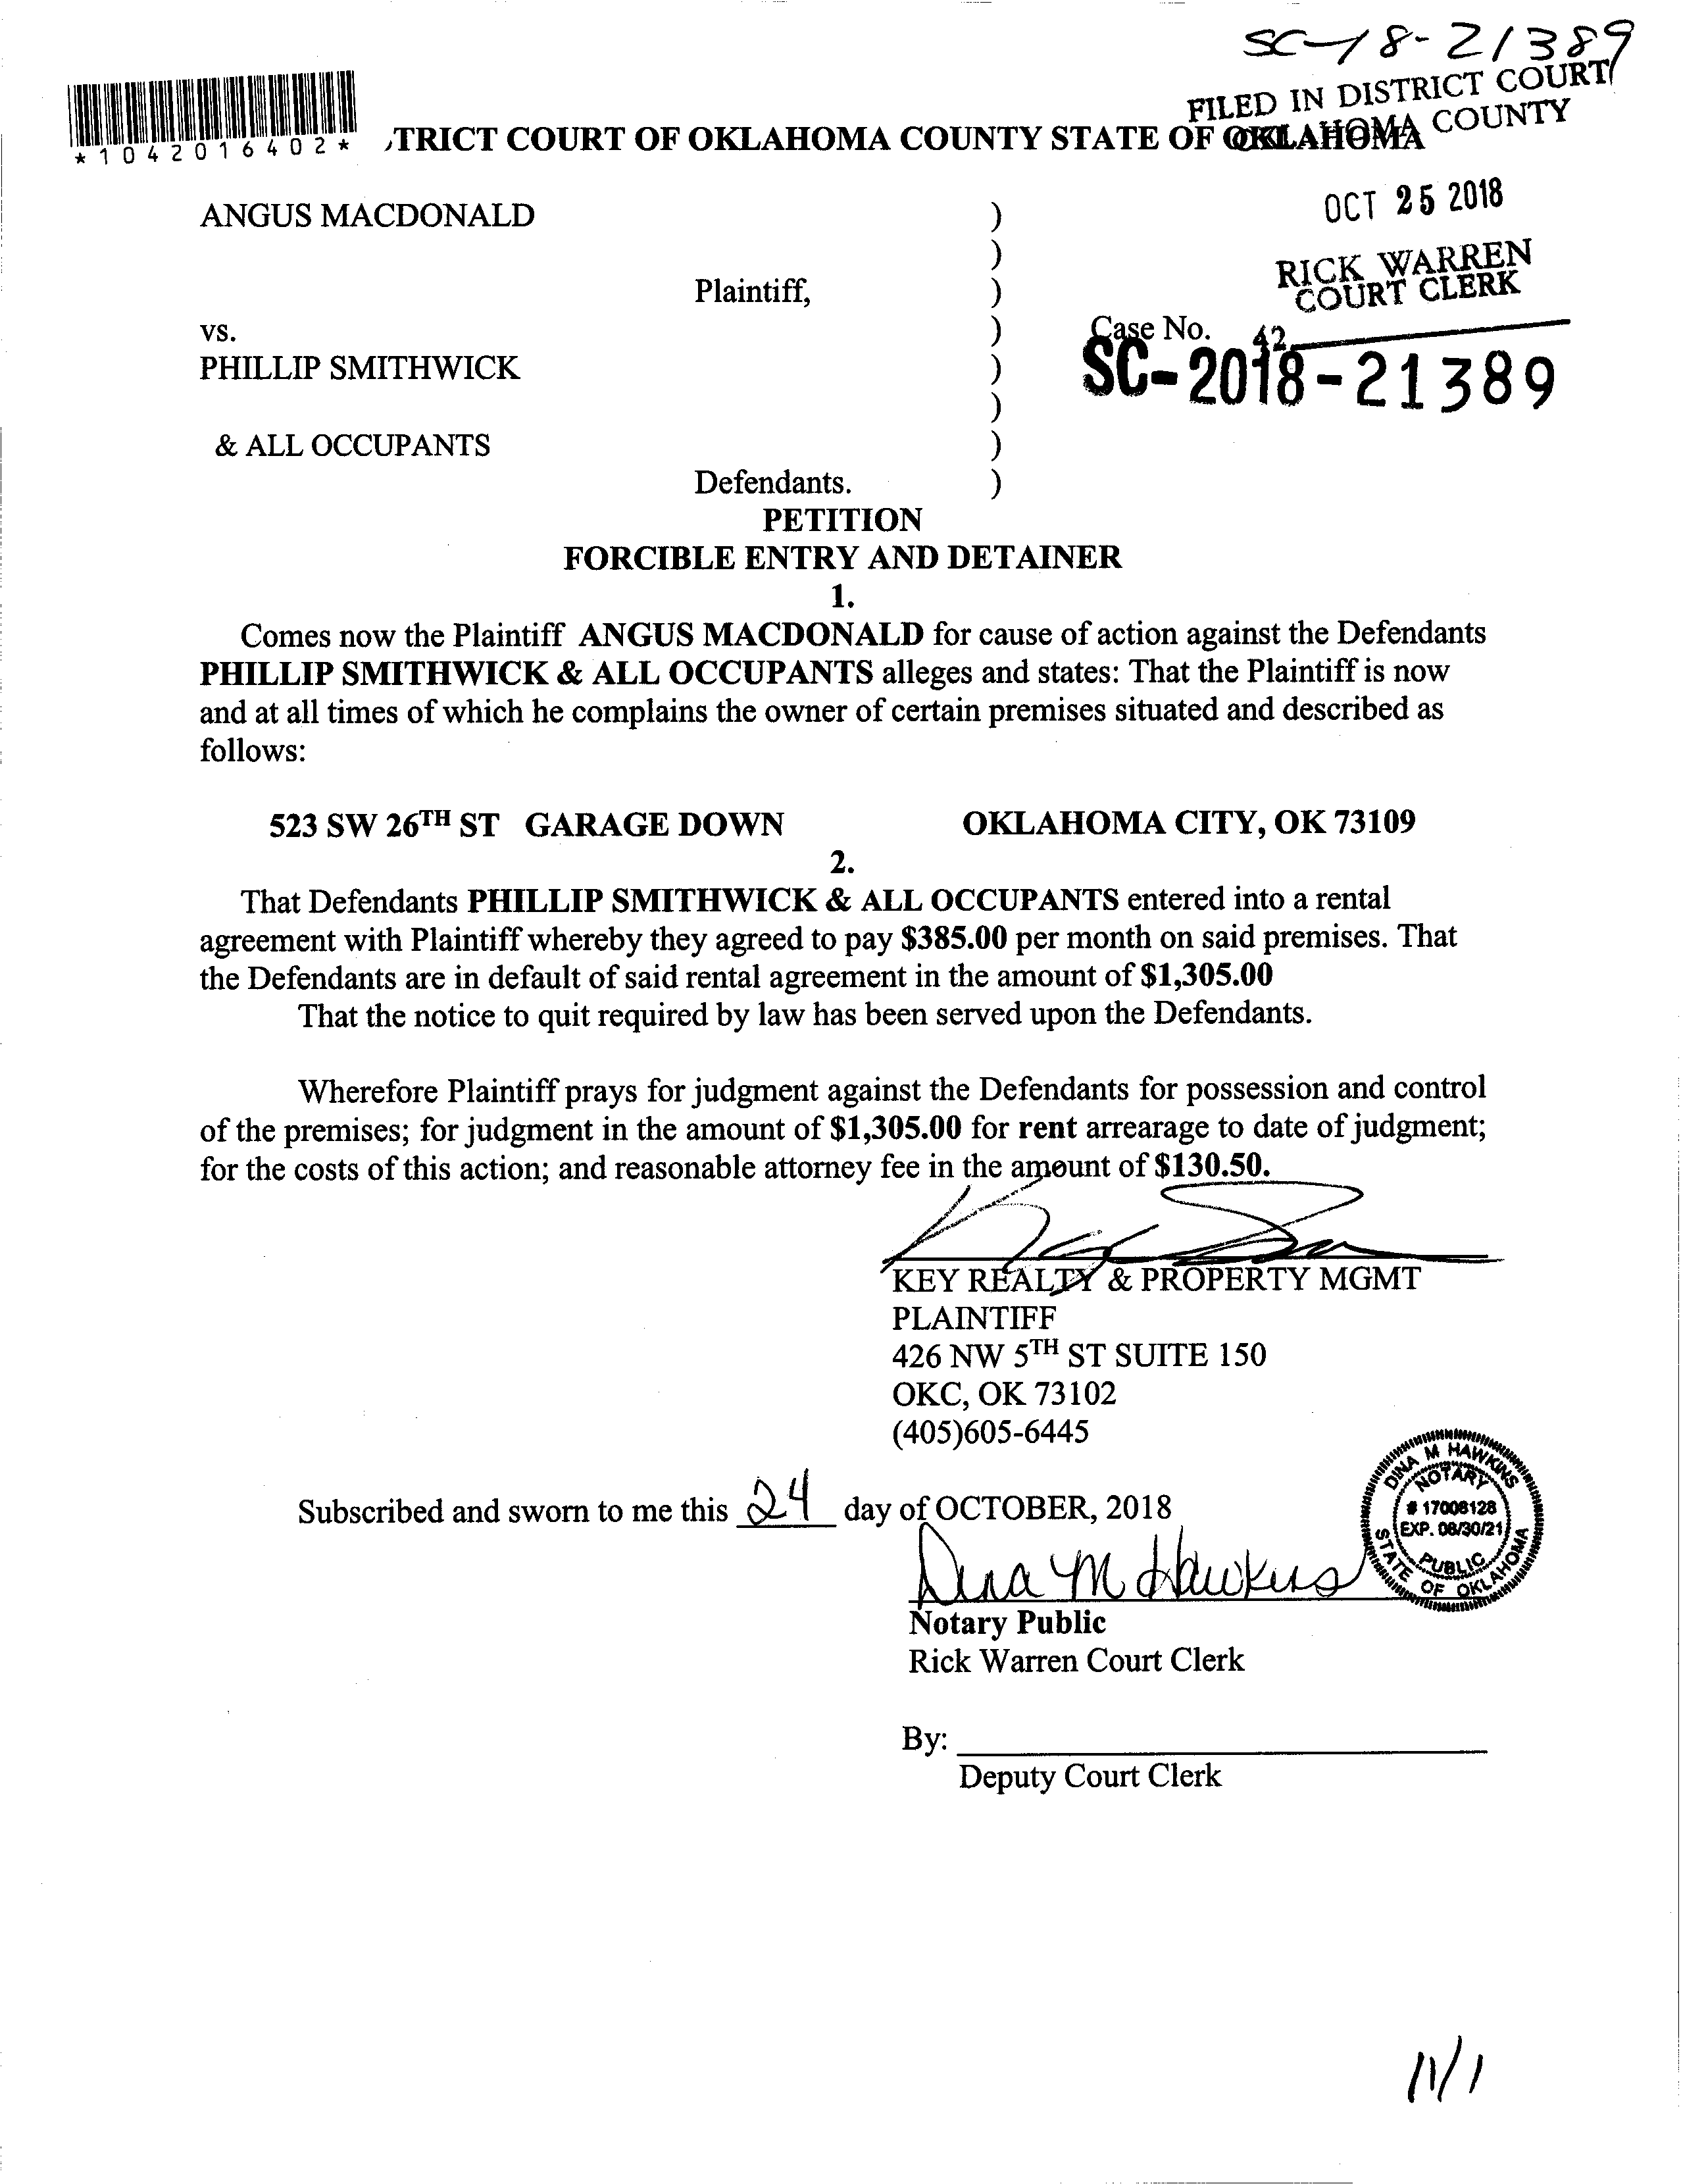 SC-18-21389
FILED IN DISTRICT COURT
OKLAHOMA COUNTY
*1042016402*
TRICT COURT OF OKLAHOMA COUNTY STATE OF OKLAHOMA
OCT 25 2018
ANGUS MACDONALD )
)
RICK WARREN
COURT CLERK
Plaintiff, )
vs. ) Case No.
42
PHILLIP SMITHWICK ) SC-2018-21389
)
& ALL OCCUPANTS )
Defendants. )
PETITION
FORCIBLE ENTRY AND DETAINER
1.
Comes now the Plaintiff ANGUS MACDONALD for cause of action against the Defendants
PHILLIP SMITHWICK & ALL OCCUPANTS alleges and states: That the Plaintiff is now
and at all times of which he complains the owner of certain premises situated and described as
follows:
523 SW 26TH ST GARAGE DOWN OKLAHOMA CITY, OK 73109
2.
That Defendants PHILLIP SMITHWICK & ALL OCCUPANTS entered into a rental
agreement with Plaintiff whereby they agreed to pay $385.00 per month on said premises. That
the Defendants are in default of said rental agreement in the amount of $1,305.00
That the notice to quit required by law has been served upon the Defendants.
Wherefore Plaintiff prays for judgment against the Defendants for possession and control
of the premises; for judgment in the amount of $1,305.00 for rent arrearage to date of judgment;
for the costs of this action; and reasonable attorney fee in the amount of $130.50.
KEY REALTY & PROPERTY MGMT
PLAINTIFF
426 NW 5TH ST SUITE 150
OKC, OK 73102
(405)605-6445
Subscribed and sworn to me this 24 day of OCTOBER, 2018
DINA M HAWKINS
NOTARY
# 17008128
EXP. 08/30/21
PUBLIC
STATE OF OKLAHOMA
Dina M Hawkins
Notary Public
Rick Warren Court Clerk
By:
Deputy Court Clerk
11/1